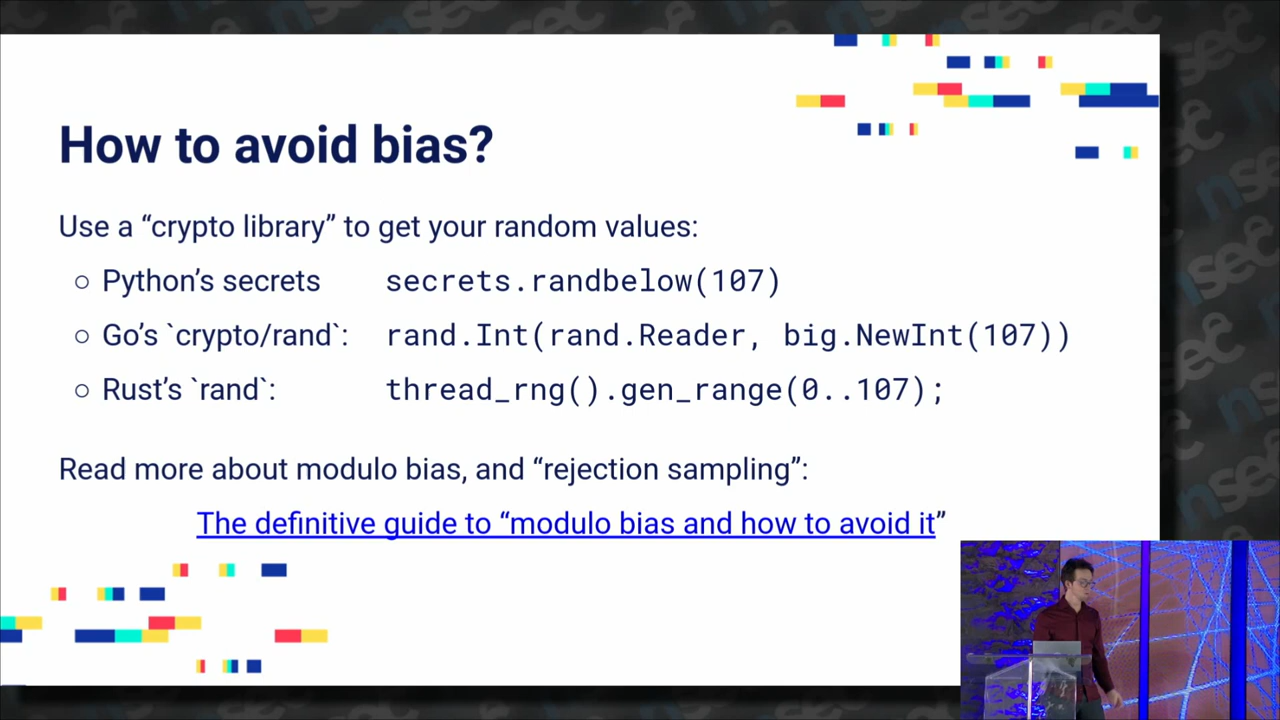 How to avoid bias?
Use a “crypto library” to get your random values:
○ Python’s secrets secrets.randbelow(107)
○ Go’s `crypto/rand`: rand.Int(rand.Reader, big.NewInt(107))
○ Rust’s `rand`: thread_rng().gen_range(0..107);
Read more about modulo bias, and “rejection sampling”:
The definitive guide to “modulo bias and how to avoid it”
nsec